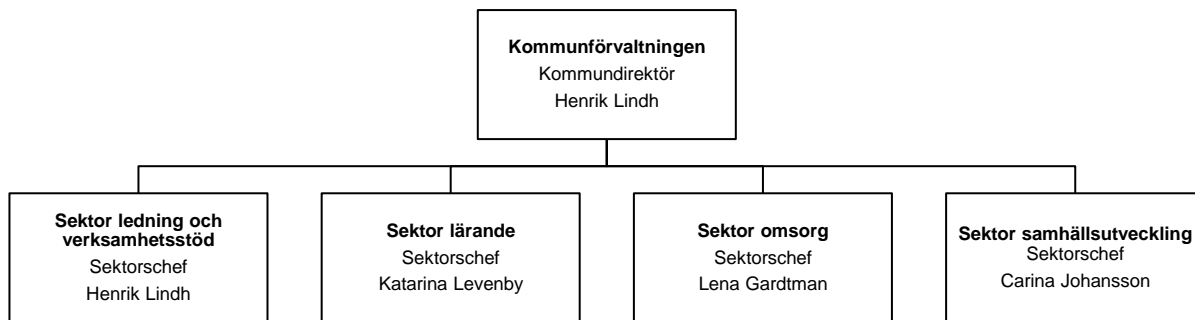 Kommunförvaltningen
Kommundirektör
Henrik Lindh
Sektor ledning och
verksamhetsstöd
Sektorschef
Henrik Lindh
Sektor lärande
Sektorschef
Katarina Levenby
Sektor omsorg
Sektorschef
Lena Gardtman
Sektor samhällsutveckling
Sektorschef
Carina Johansson